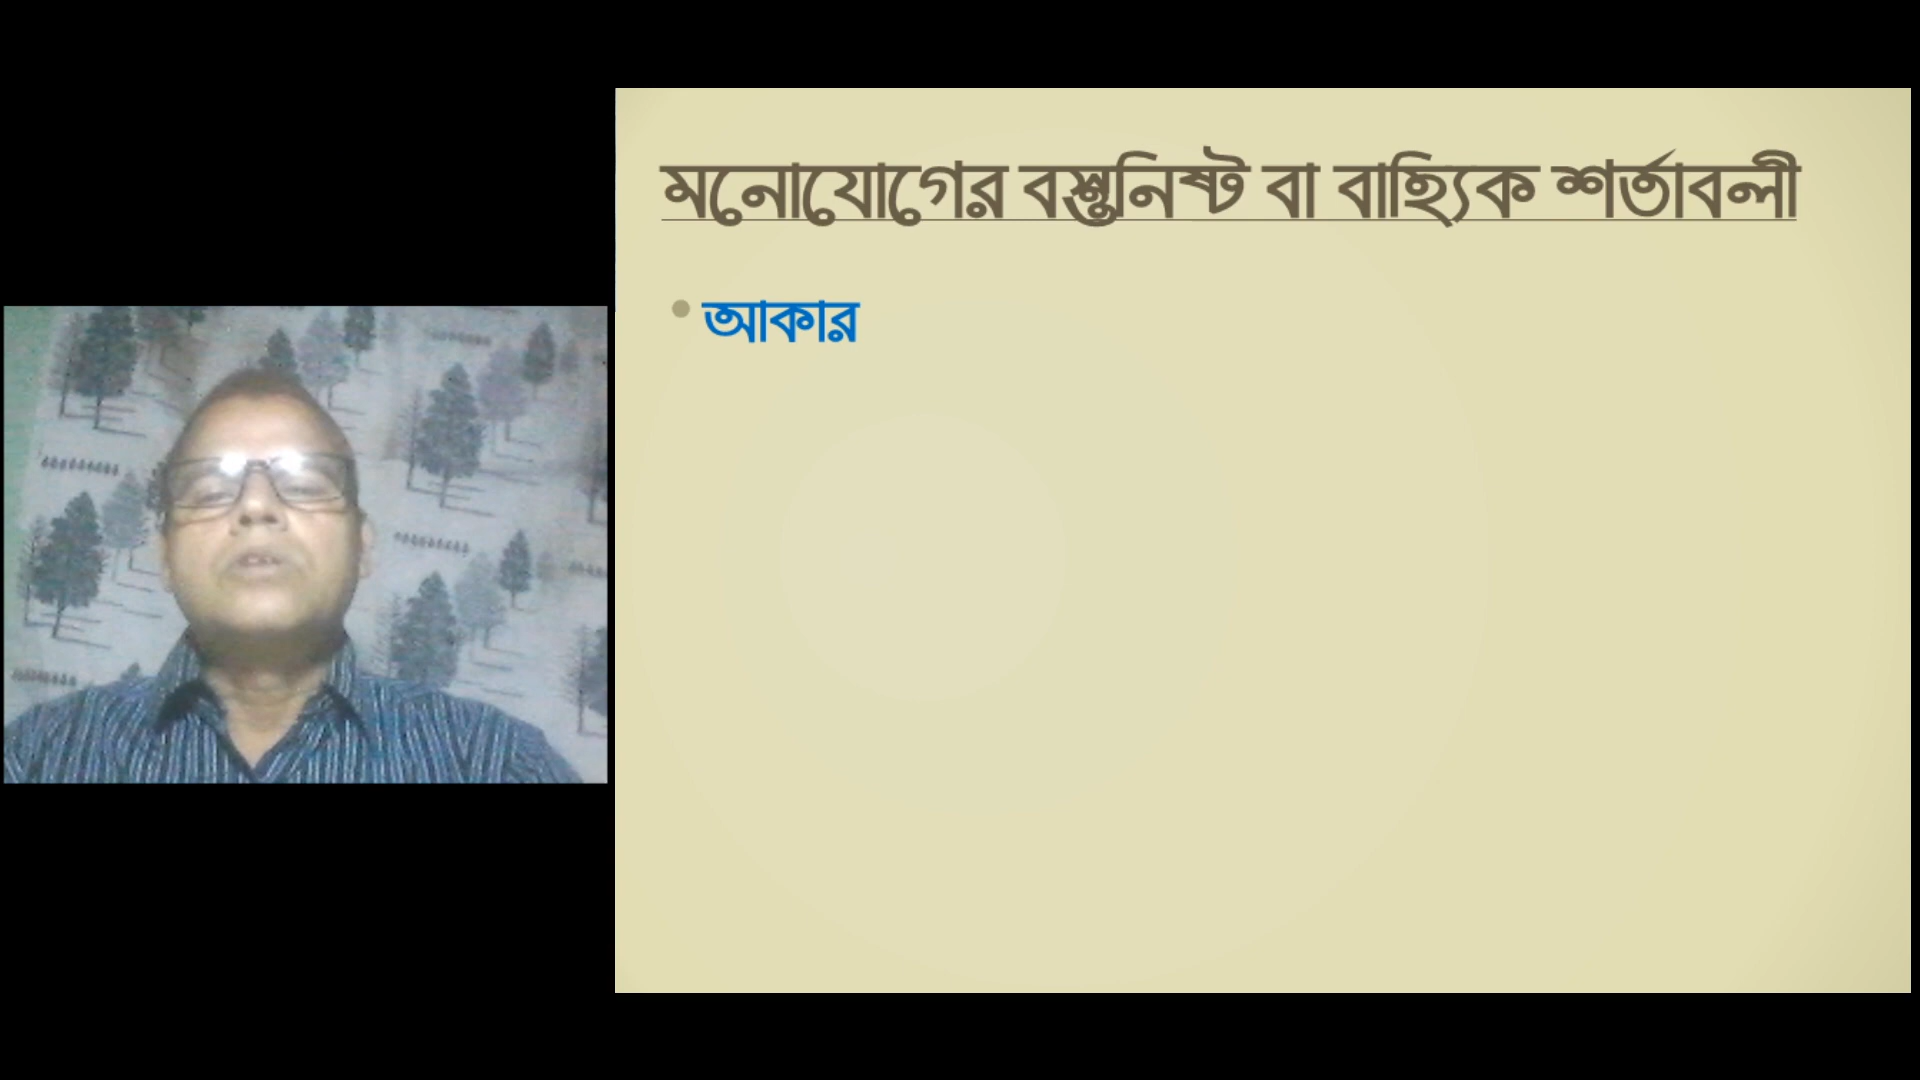 মনোযোগের বস্তুনিষ্ট বা বাহ্যিক শর্তাবলী
• আকার